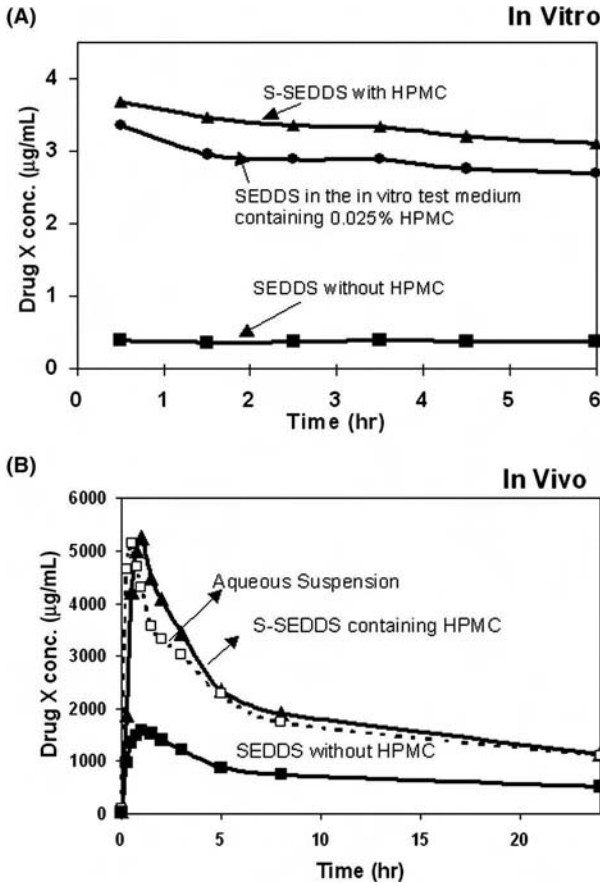 (A)
In Vitro
Drug X conc. (µg/mL)
4
3
2
1
0
S-SEDDS with HPMC
SEDDS in the in vitro test medium
containing 0.025% HPMC
SEDDS without HPMC
0 1 2 3 4 5 6
Time (hr)
(B)
In Vivo
Drug X conc. (µg/mL)
6000
5000
4000
3000
2000
1000
0
Aqueous Suspension
S-SEDDS containing HPMC
SEDDS without HPMC
0 5 10 15 20
Time (hr)